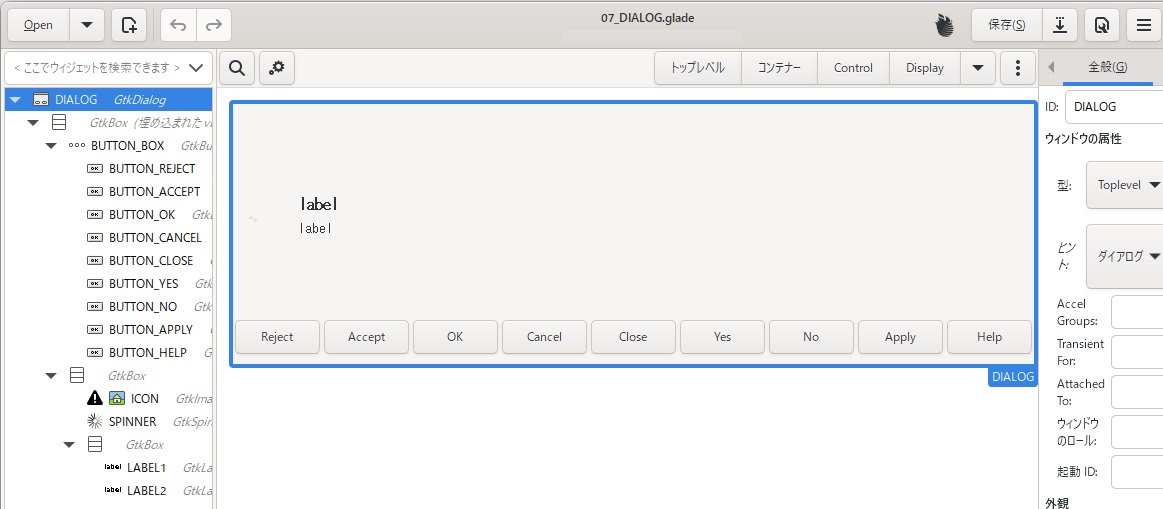 Open
07_DIALOG.glade
保存(S)
< ここでウィジェットを検索できます >
トップレベル
コンテナー
Control
Display
全般(G)
DIALOG GtkDialog
GtkBox (埋め込まれた
BUTTON_BOX GtkBu
BUTTON_REJECT
BUTTON_ACCEPT
BUTTON_OK Gtk
BUTTON_CANCEL
BUTTON_CLOSE
BUTTON_YES Gtk
BUTTON_NO Gtk
BUTTON_APPLY
BUTTON_HELP G
GtkBox
ICON GtkIma
SPINNER GtkSpin
GtkBox
label LABEL1 GtkLa
label LABEL2 GtkLa
label
label
Reject
Accept
OK
Cancel
Close
Yes
No
Apply
Help
DIALOG
ID: DIALOG
ウィンドウの属性
型: Toplevel
ヒン
ト: ダイアログ
Accel
Groups:
Transient
For:
Attached
To:
ウィンドウ
のロール:
起動 ID:
外観